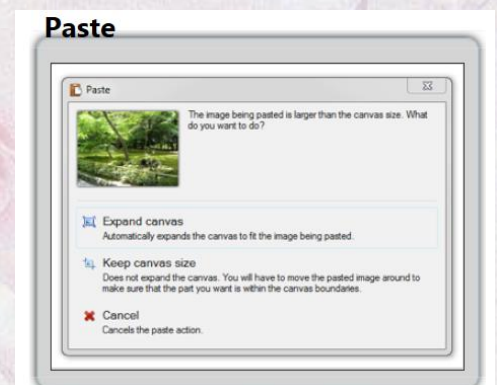 Paste
Paste
The image being pasted is larger than the canvas size. What
do you want to do?
Expand canvas
Automatically expands the canvas to fit the image being pasted.
Keep canvas size
Does not expand the canvas. You will have to move the pasted image around to
make sure that the part you want is within the canvas boundaries.
Cancel
Cancels the paste action.